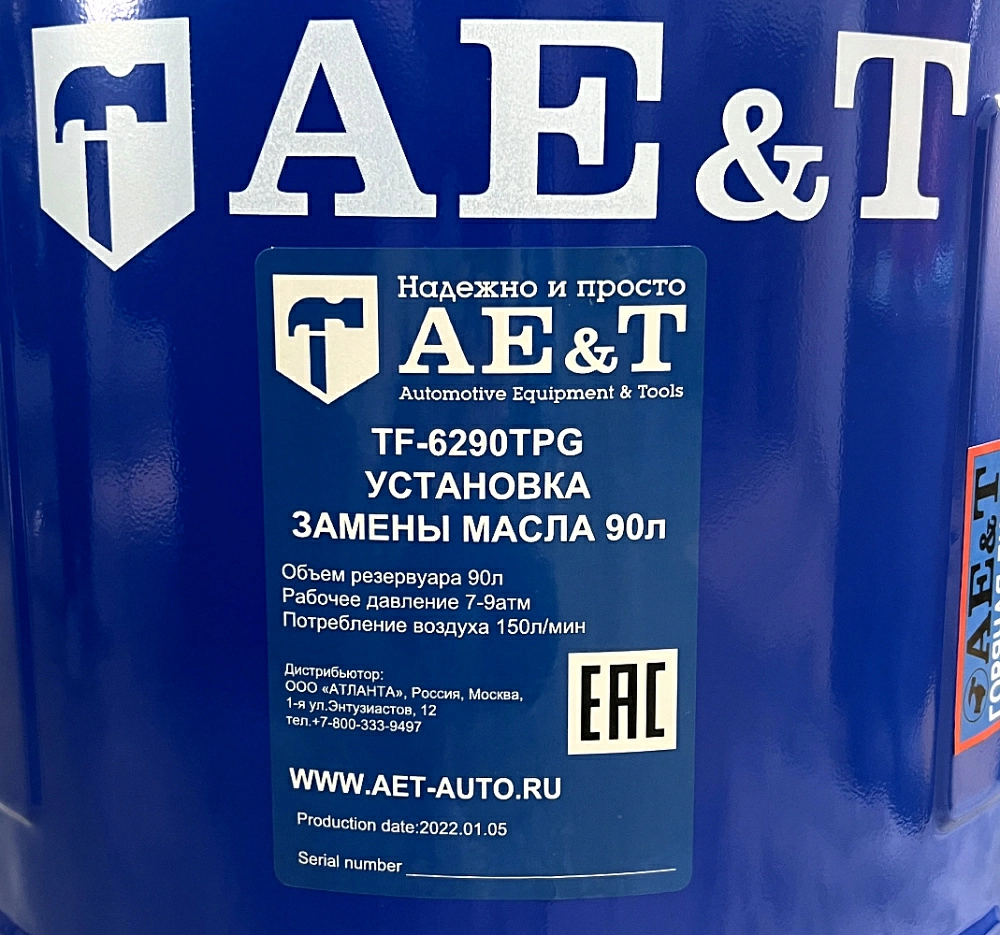 AE&T
Надежно и просто
AE&T
Automotive Equipment & Tools
TF-6290TPG
УСТАНОВКА
ЗАМЕНЫ МАСЛА 90л
Объем резервуара 90л
Рабочее давление 7-9атм
Потребление воздуха 150л/мин
Дистрибьютор:
ООО «АТЛАНТА», Россия, Москва,
1-я ул.Энтузиастов, 12
тел.+7-800-333-9497
EAC
WWW.AET-AUTO.RU
Production date:2022.01.05
Serial number
AE&T